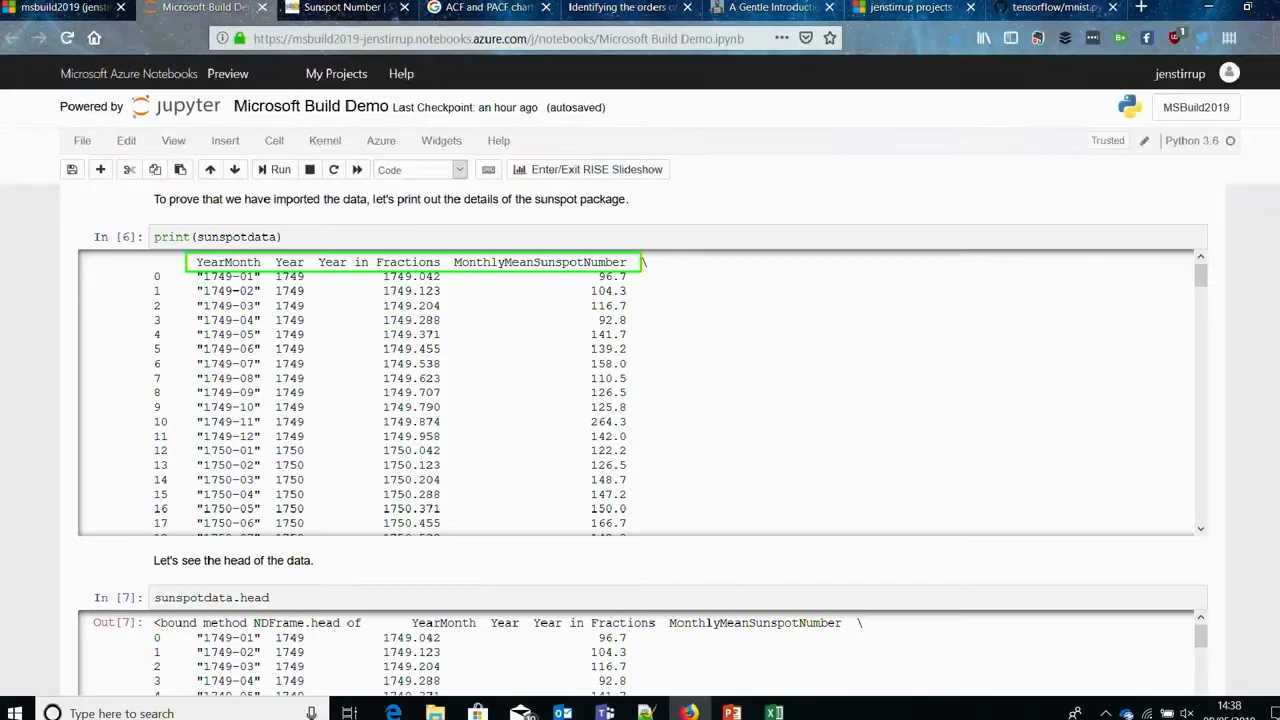 msbuild2019-jenstirrup
Microsoft Build De
Sunspot Number |
ACF and PACF chart
Identifying the orders of
A Gentle Introduction
jenstirrup projects
tensorflow/mnist.py
https://msbuild2019-jenstirrup.notebooks.azure.com/j/notebooks/Microsoft Build Demo.ipynb
Microsoft Azure Notebooks Preview My Projects Help jenstirrup
Powered by jupyter Microsoft Build Demo Last Checkpoint: an hour ago (autosaved) MSBuild2019
File Edit View Insert Cell Kernel Azure Widgets Help Trusted Python 3.6
Run Code Enter/Exit RISE Slideshow
To prove that we have imported the data, let's print out the details of the sunspot package.
In [6]: print(sunspotdata)
YearMonth Year Year in Fractions MonthlyMeanSunspotNumber \
0 "1749-01" 1749 1749.042 96.7
1 "1749-02" 1749 1749.123 104.3
2 "1749-03" 1749 1749.204 116.7
3 "1749-04" 1749 1749.288 92.8
4 "1749-05" 1749 1749.371 141.7
5 "1749-06" 1749 1749.455 139.2
6 "1749-07" 1749 1749.538 158.0
7 "1749-08" 1749 1749.623 110.5
8 "1749-09" 1749 1749.707 126.5
9 "1749-10" 1749 1749.790 125.8
10 "1749-11" 1749 1749.874 264.3
11 "1749-12" 1749 1749.958 142.0
12 "1750-01" 1750 1750.042 122.2
13 "1750-02" 1750 1750.123 126.5
14 "1750-03" 1750 1750.204 148.7
15 "1750-04" 1750 1750.288 147.2
16 "1750-05" 1750 1750.371 150.0
17 "1750-06" 1750 1750.455 166.7
Let's see the head of the data.
In [7]: sunspotdata.head
Out[7]: <bound method NDFrame.head of YearMonth Year Year in Fractions MonthlyMeanSunspotNumber \
0 "1749-01" 1749 1749.042 96.7
1 "1749-02" 1749 1749.123 104.3
2 "1749-03" 1749 1749.204 116.7
3 "1749-04" 1749 1749.288 92.8
Type here to search
14:38